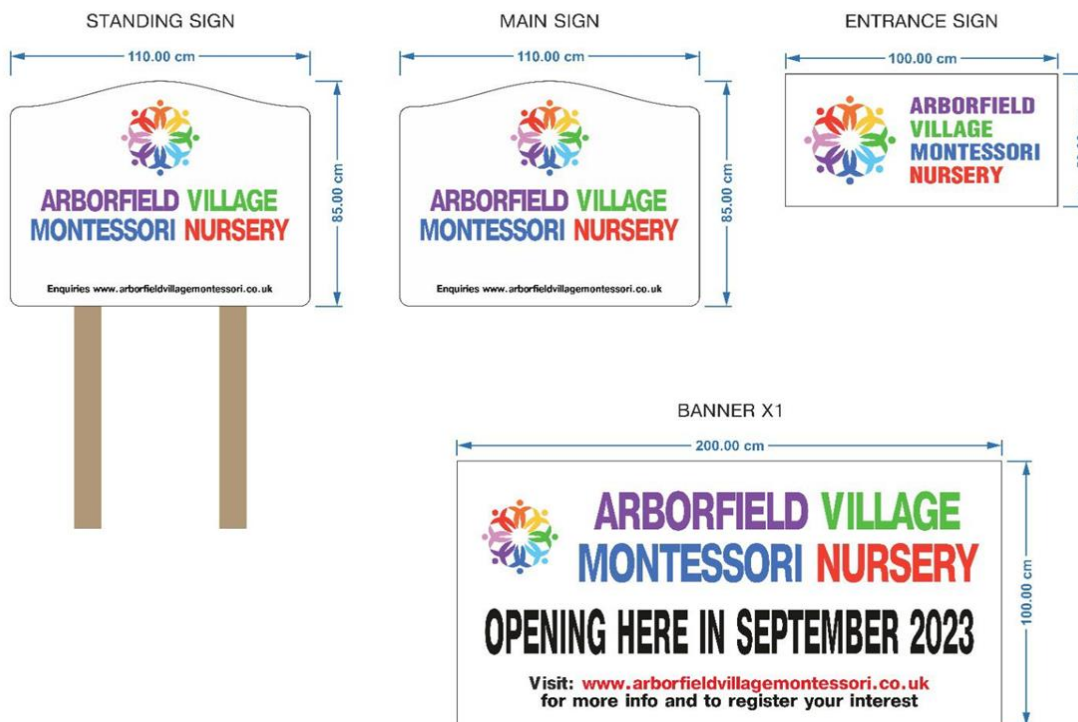 STANDING SIGN
110.00 cm
ARBORFIELD VILLAGE
MONTESSORI NURSERY
Enquiries www.arborfieldvillagemontessori.co.uk
85.00 cm
MAIN SIGN
110.00 cm
ARBORFIELD VILLAGE
MONTESSORI NURSERY
Enquiries www.arborfieldvillagemontessori.co.uk
85.00 cm
ENTRANCE SIGN
100.00 cm
ARBORFIELD
VILLAGE
MONTESSORI
NURSERY
BANNER X1
200.00 cm
ARBORFIELD VILLAGE
MONTESSORI NURSERY
OPENING HERE IN SEPTEMBER 2023
Visit: www.arborfieldvillagemontessori.co.uk
for more info and to register your interest
100.00 cm